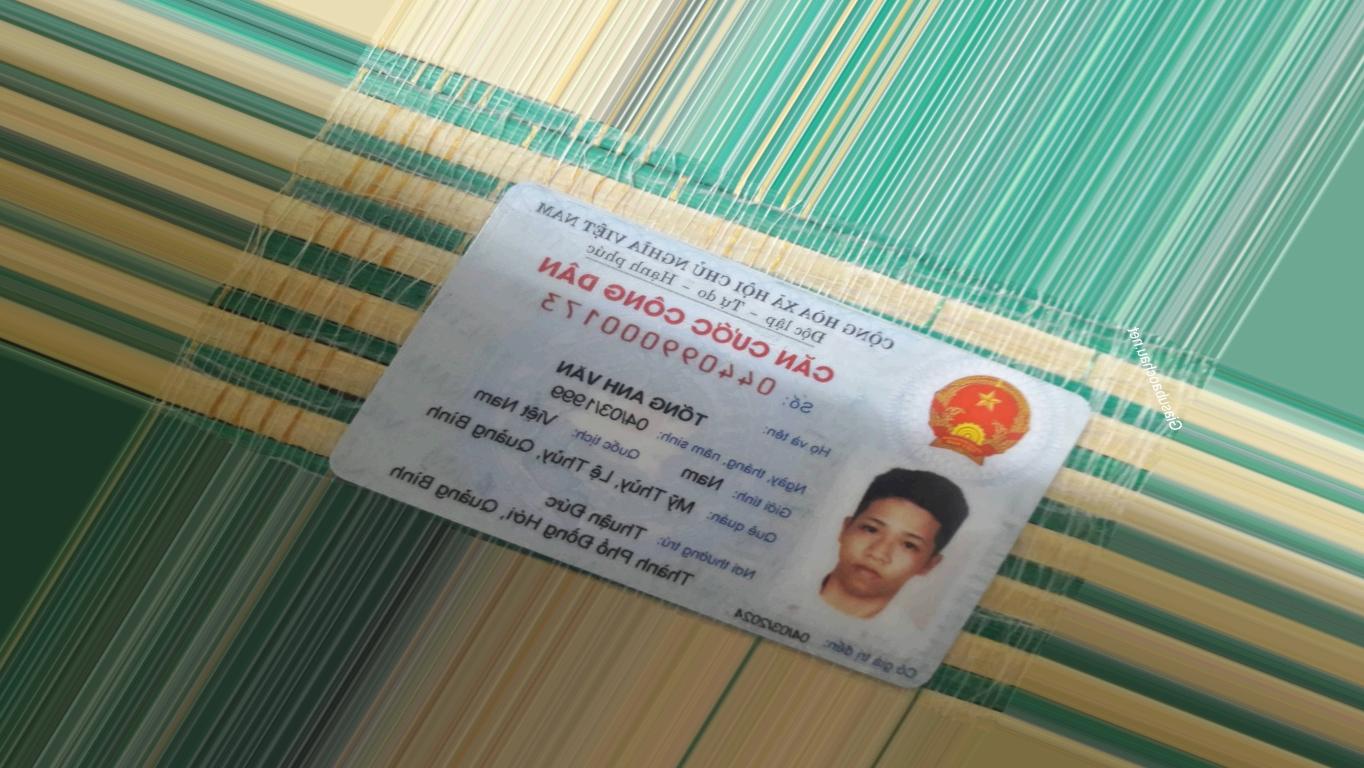 CỘNG HÒA XÃ HỘI CHỦ NGHĨA VIỆT NAM
Độc lập - Tự do - Hạnh phúc
CĂN CƯỚC CÔNG DÂN
Số: 044099000173
Họ và tên:
TỐNG ANH VĂN
Ngày, tháng, năm sinh: 04/03/1999
Giới tính: Nam Quốc tịch: Việt Nam
Quê quán: Mỹ Thủy, Lệ Thủy, Quảng Bình
Nơi thường trú: Thuận Đức
Thành Phố Đồng Hới, Quảng Bình
Có giá trị đến: 04/03/2024
Giasubaochau.net